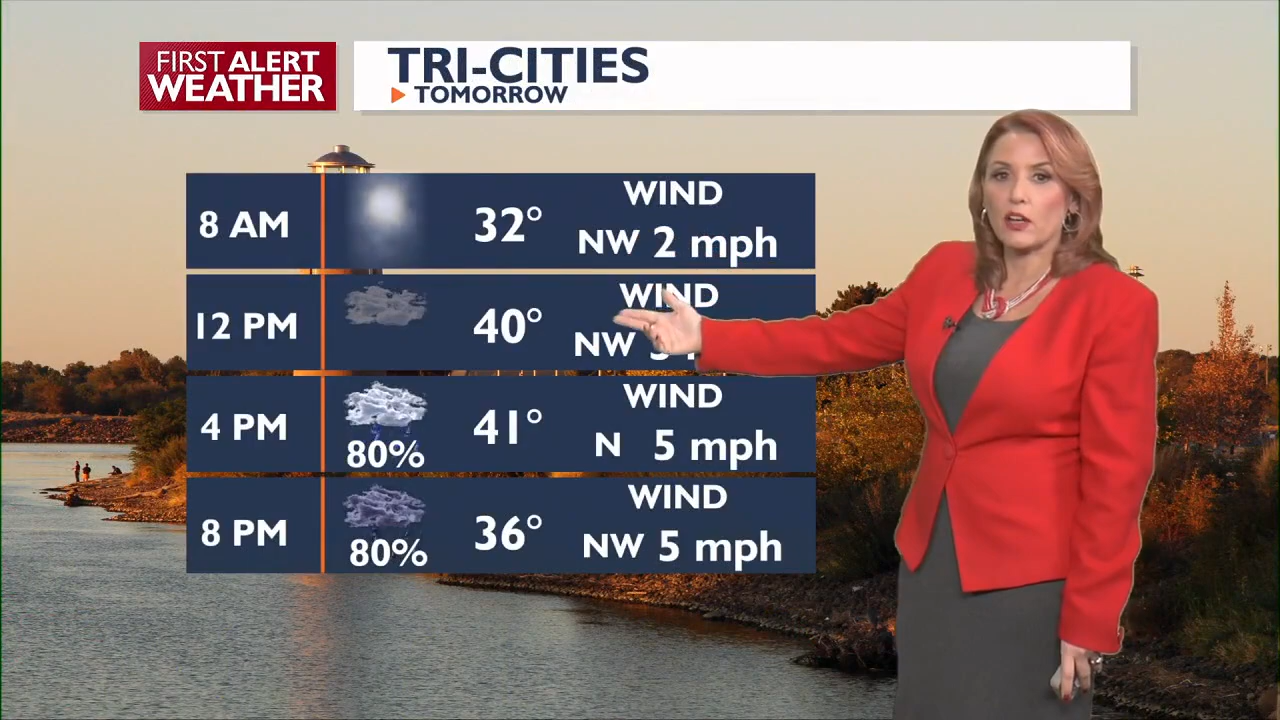 FIRST ALERT
WEATHER
TRI-CITIES
TOMORROW
8 AM
32°
WIND
NW 2 mph
12 PM
40°
WIND
NW
4 PM
80%
41°
WIND
N 5 mph
8 PM
80%
36°
WIND
NW 5 mph